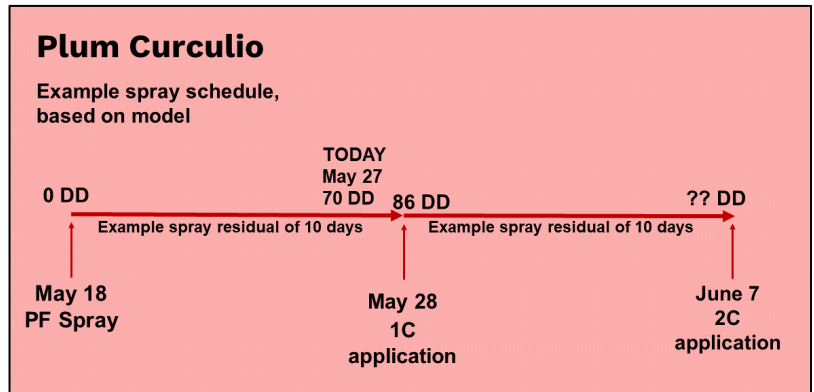 Plum Curculio
Example spray schedule,
based on model
TODAY
May 27
0 DD
70 DD
86 DD
?? DD
Example spray residual of 10 days
Example spray residual of 10 days
May 18
PF Spray
May 28
1C
application
June 7
2C
application